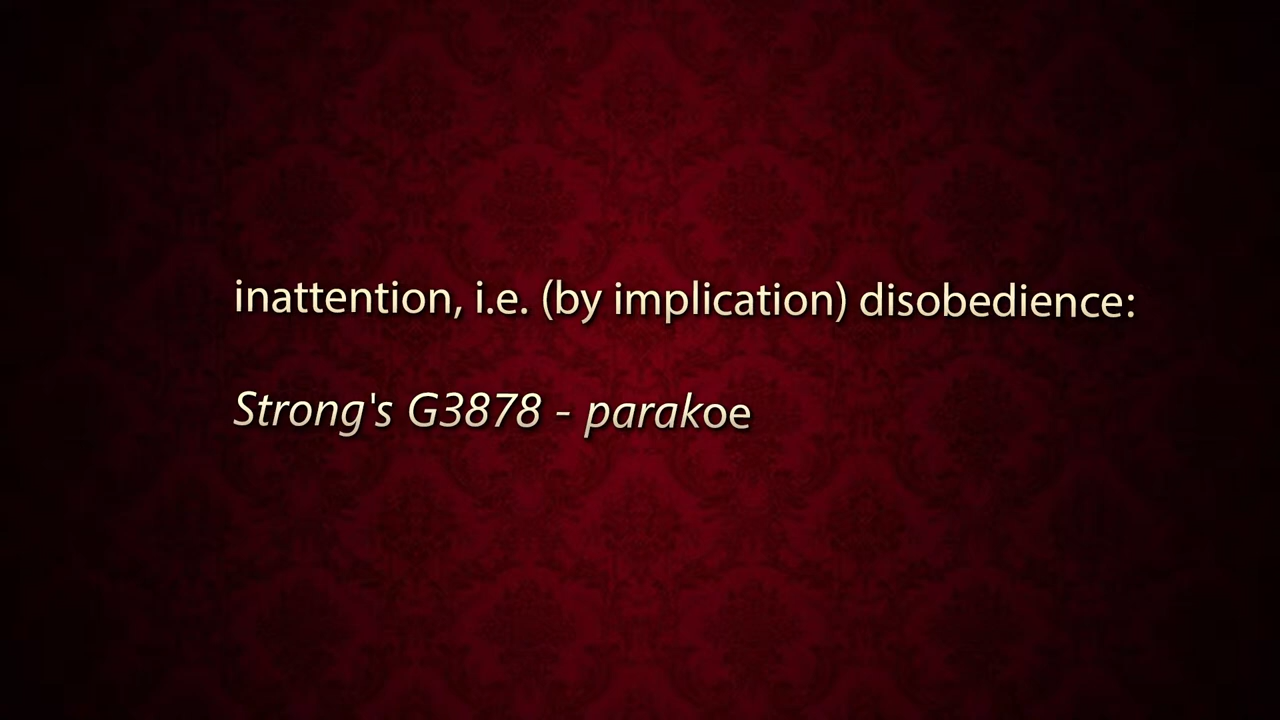 inattention, i.e. (by implication) disobedience:
Strong's G3878 - parakoe